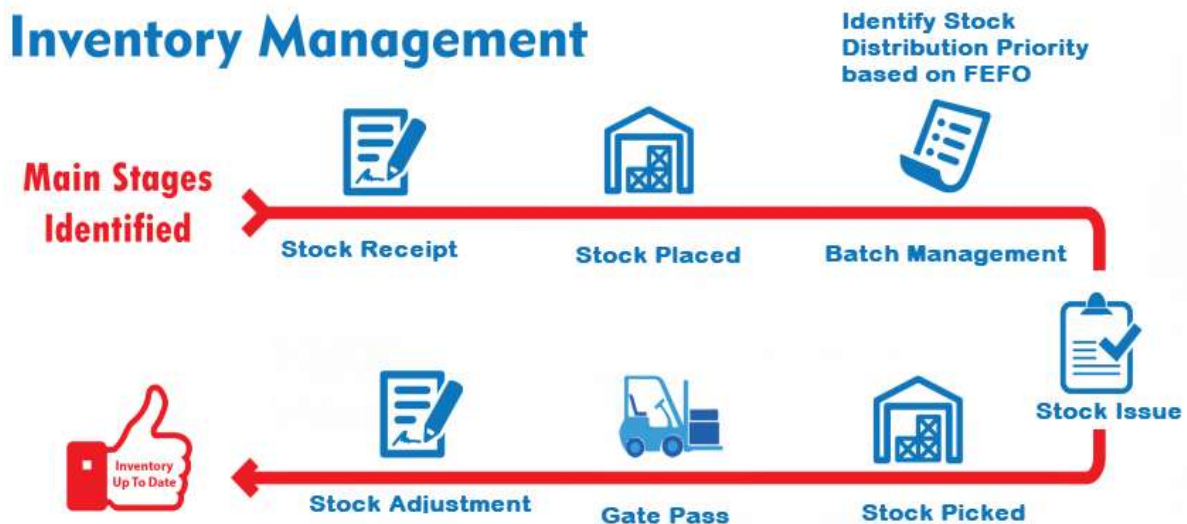 Inventory Management
Identify Stock
Distribution Priority
based on FEFO
Main Stages
Identified
Stock Receipt
Stock Placed
Batch Management
Stock Issue
Stock Picked
Gate Pass
Stock Adjustment
Inventory
Up To Date